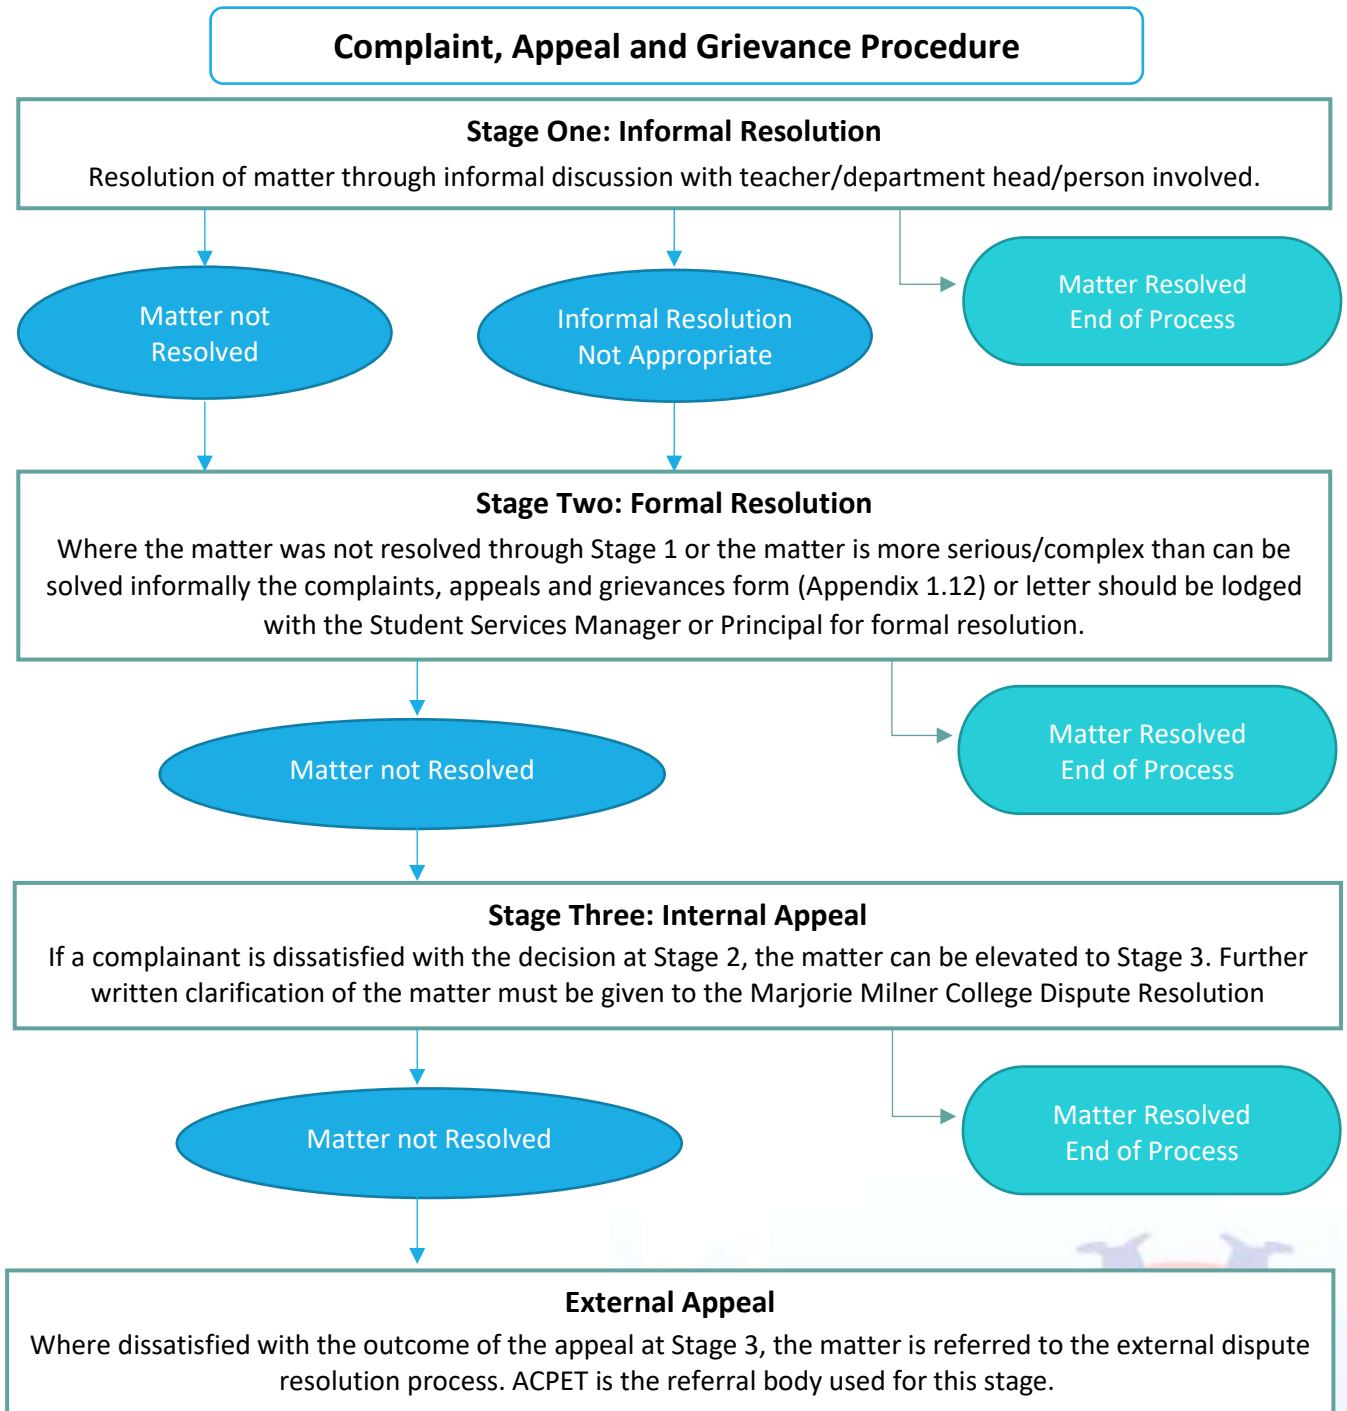 Complaint, Appeal and Grievance Procedure
Stage One: Informal Resolution
Resolution of matter through informal discussion with teacher/department head/person involved.
Matter not
Resolved
Informal Resolution
Not Appropriate
Matter Resolved
End of Process
Stage Two: Formal Resolution
Where the matter was not resolved through Stage 1 or the matter is more serious/complex than can be
solved informally the complaints, appeals and grievances form (Appendix 1.12) or letter should be lodged
with the Student Services Manager or Principal for formal resolution.
Matter not Resolved
Matter Resolved
End of Process
Stage Three: Internal Appeal
If a complainant is dissatisfied with the decision at Stage 2, the matter can be elevated to Stage 3. Further
written clarification of the matter must be given to the Marjorie Milner College Dispute Resolution
Matter not Resolved
Matter Resolved
End of Process
External Appeal
Where dissatisfied with the outcome of the appeal at Stage 3, the matter is referred to the external dispute
resolution process. ACPET is the referral body used for this stage.